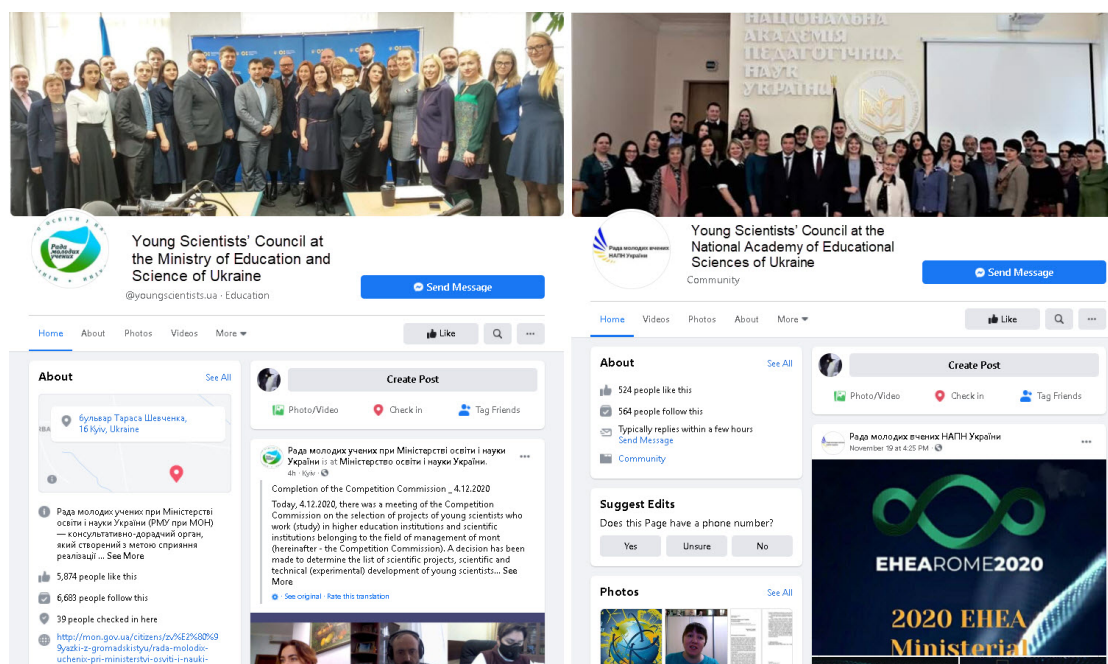 Рада
молодих
учених
Young Scientists' Council at
the Ministry of Education and
Science of Ukraine
@youngscientists.ua · Education
Send Message
Home About Photos Videos More
Like
About
See All
бульвар Тараса Шевченка,
16 Kyiv, Ukraine
Рада молодих учених при Міністерстві
освіти і науки України (РМУ при МОН)
— консультативно-дорадчий орган,
який створений з метою сприяння
реалізації ... See More
5,874 people like this
6,683 people follow this
39 people checked in here
http://mon.gov.ua/citizens/zv%E2%80%9
9yazki-z-gromadskistyu/rada-molodix-
uchenix-pri-ministerstvi-osviti-i-nauki-
Create Post
Photo/Video Check in Tag Friends
Рада молодих учених при Міністерстві освіти і науки
України is at Міністерство освіти і науки України.
4h · Kyiv ·
Completion of the Competition Commission _ 4.12.2020
Today, 4.12.2020, there was a meeting of the Competition
Commission on the selection of projects of young scientists who
work (study) in higher education institutions and scientific
institutions belonging to the field of management of mont
(hereinafter - the Competition Commission). A decision has been
made to determine the list of scientific projects, scientific and
technical (experimental) development of young scientists... See
More
· See original · Rate this translation
НАЦІОНАЛЬНА
АКАДЕМІЯ
ПЕДАГОГІЧНИХ
НАУК
УКРАЇНИ
Рада молодих вчених
НАПН України
Young Scientists' Council at the
National Academy of Educational
Sciences of Ukraine
Community
Send Message
Home Videos Photos About More
Like
About
See All
524 people like this
564 people follow this
Typically replies within a few hours
Send Message
Community
Suggest Edits
Does this Page have a phone number?
Yes Unsure No
Photos
See All
Create Post
Photo/Video Check in Tag Friends
Рада молодих вчених НАПН України
November 19 at 4:25 PM ·
EHEAROME2020
2020 EHEA
Ministerial